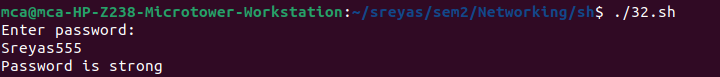 mca@mca-HP-Z238-Microtower-Workstation:~/sreyas/sem2/Networking/sh$ ./32.sh
Enter password:
Sreyas555
Password is strong